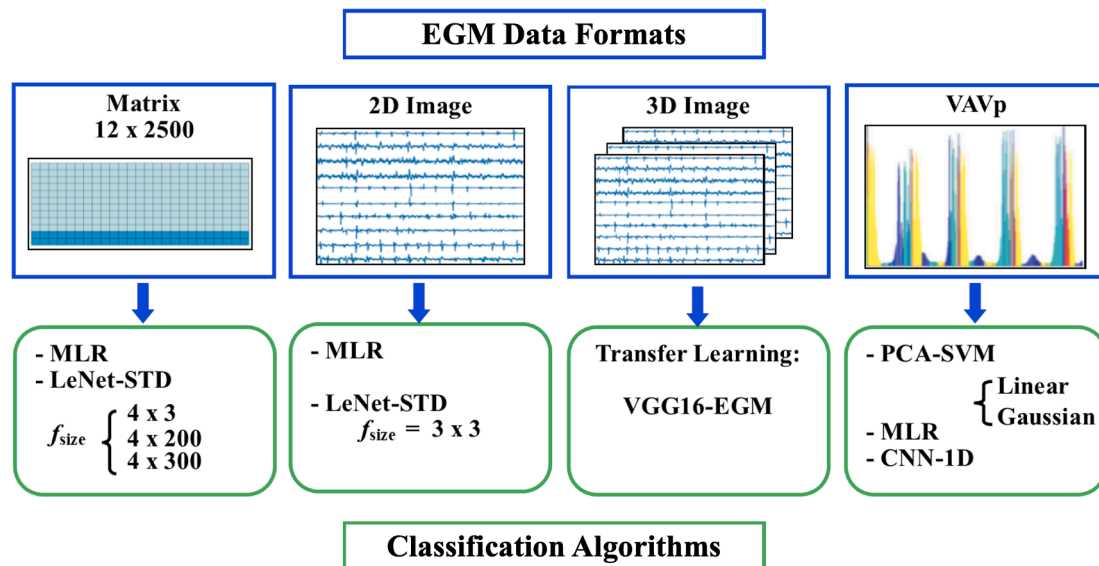 EGM Data Formats
Matrix
12 x 2500
2D Image
3D Image
VAVp
- MLR
- LeNet-STD
fsize { 4 x 3
4 x 200
4 x 300
- MLR
- LeNet-STD
fsize = 3 x 3
Transfer Learning:
VGG16-EGM
- PCA-SVM
{ Linear
Gaussian
- MLR
- CNN-1D
Classification Algorithms